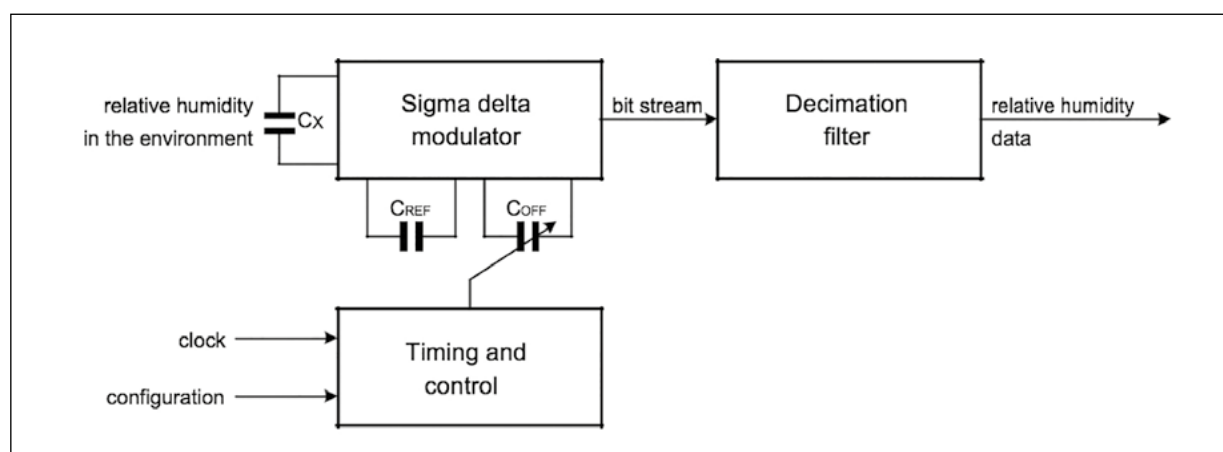 relative humidity
in the environment
CX
Sigma delta
modulator
bit stream
Decimation
filter
relative humidity
data
CREF
COFF
clock
configuration
Timing and
control